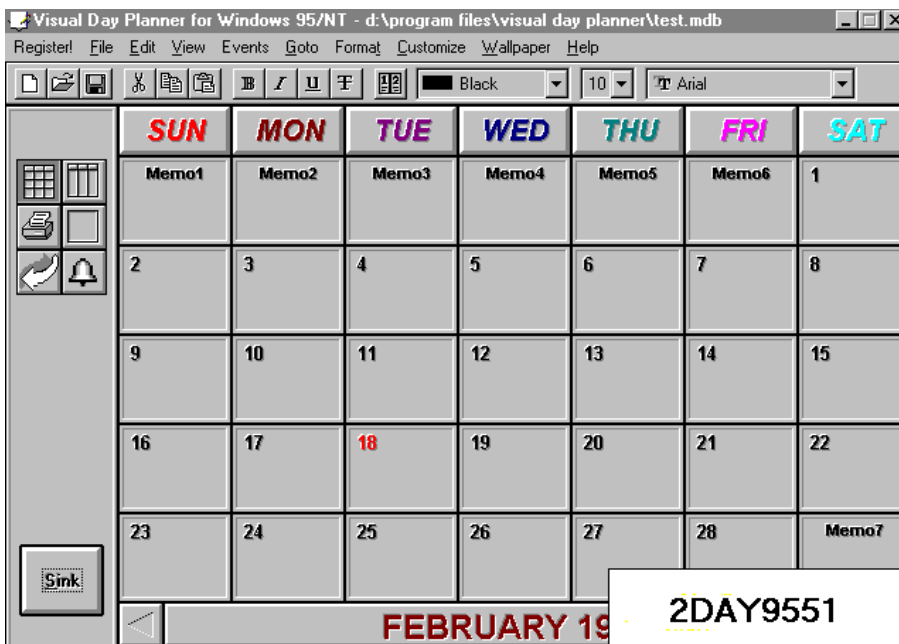 Visual Day Planner for Windows 95/NT - d:\program files\visual day planner\test.mdb
Register! File Edit View Events Goto Format Customize Wallpaper Help
B I U T 12 Black 10 Arial
SUN MON TUE WED THU FRI SAT
Memo1 Memo2 Memo3 Memo4 Memo5 Memo6 1
2 3 4 5 6 7 8
9 10 11 12 13 14 15
16 17 18 19 20 21 22
23 24 25 26 27 28 Memo7
Sink
FEBRUARY 19
2DAY9551